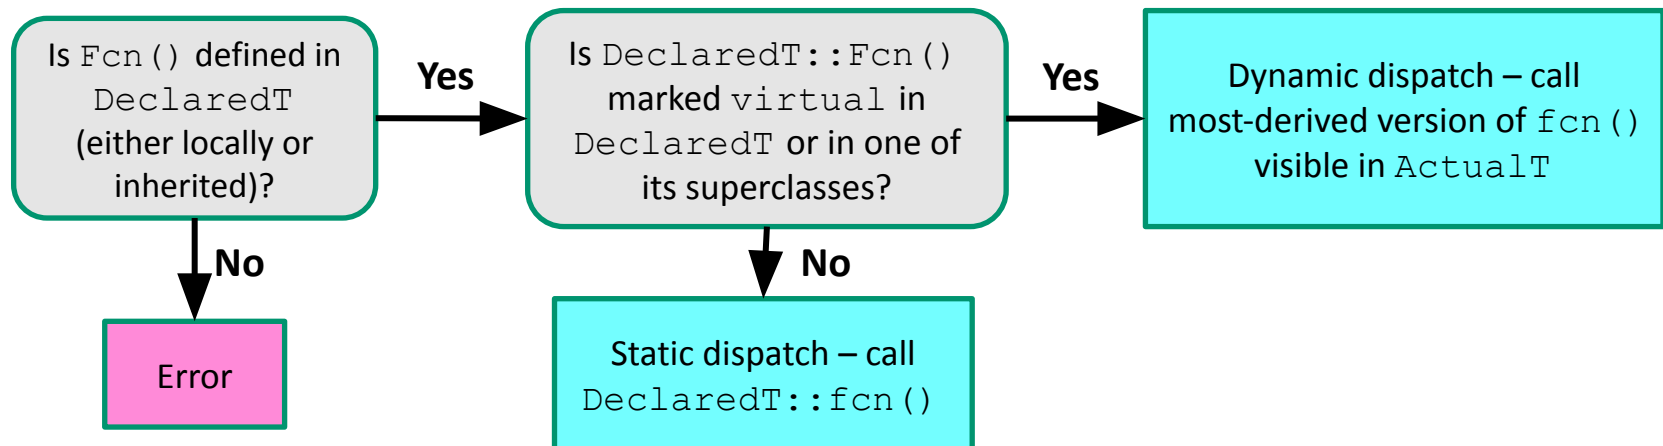 Is Fcn() defined in
DeclaredT
(either locally or
inherited)?
Yes
Is DeclaredT::Fcn()
marked virtual in
DeclaredT or in one of
its superclasses?
Yes
Dynamic dispatch – call
most-derived version of fcn()
visible in ActualT
No
Error
No
Static dispatch – call
DeclaredT::fcn()